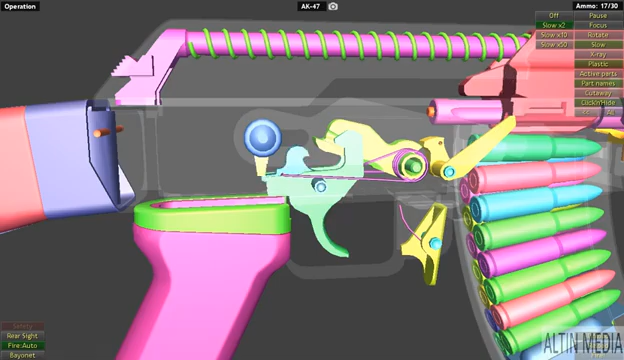 Operation
AK-47
Ammo: 17/30
Off
Pause
Slow x2
Focus
Slow x10
Rotate
Slow x50
Slow
X-ray
Plastic
Active parts
Part names
Cutaway
Click'n'Hide
<<
All
Safety
Rear Sight
Fire:Auto
Bayonet
ALTIN MEDIA